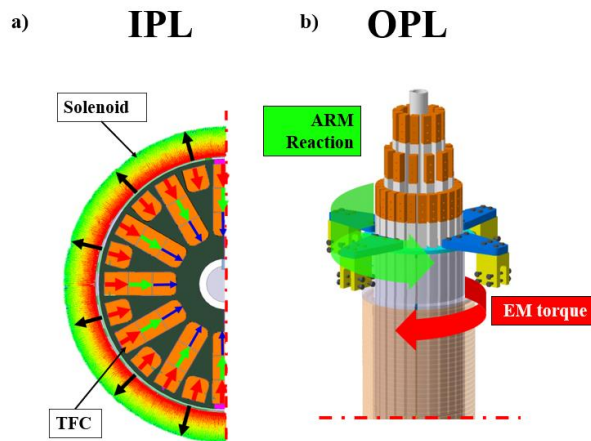 a)
IPL
b)
OPL
Solenoid
ARM
Reaction
EM torque
TFC